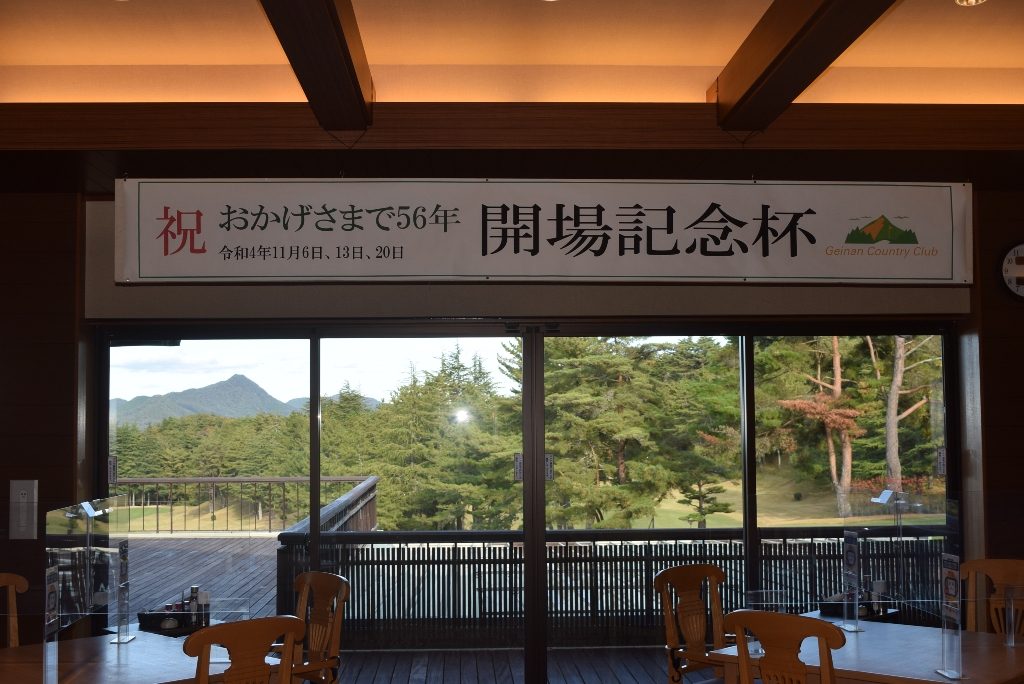 祝
おかげさまで56年
令和4年11月6日、13日、20日
開場記念杯
Geinan Country Club